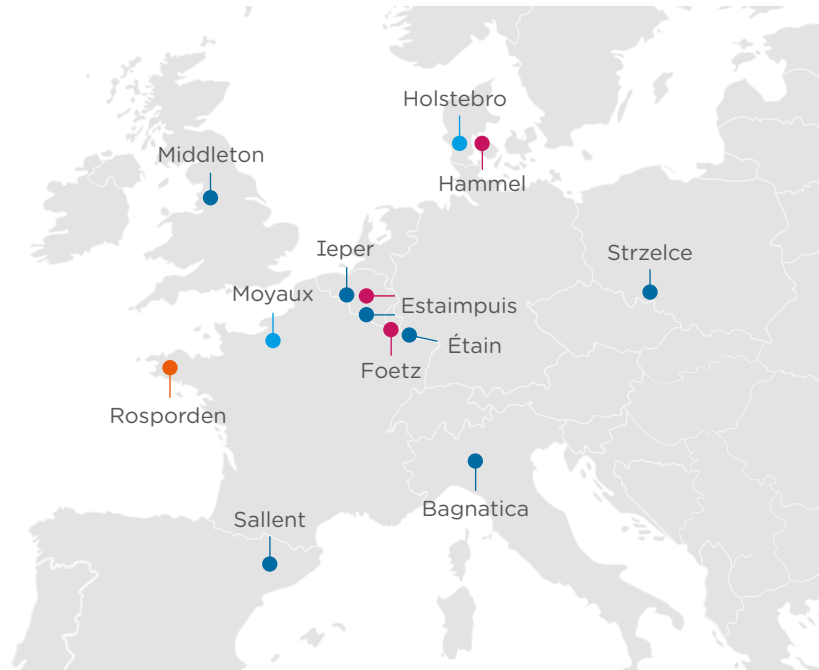 Holstebro
Middleton
Hammel
Ieper
Strzelce
Moyaux
Estaimpuis
Étain
Foetz
Rosporden
Bagnatica
Sallent